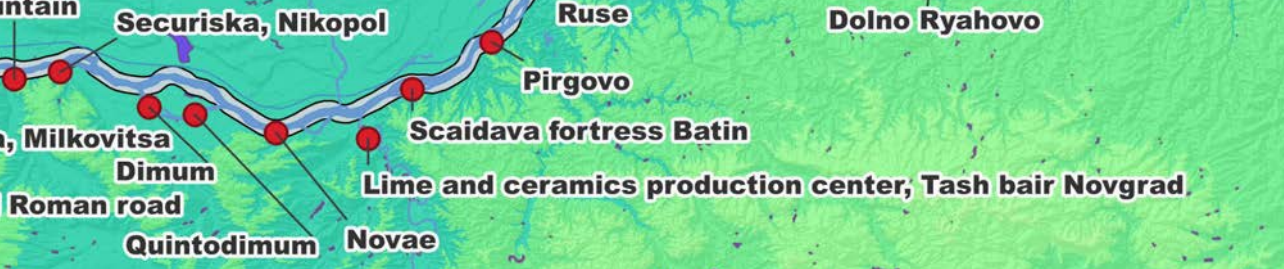 Securiska, Nikopol
Ruse
Dolno Ryahovo
Pirgovo
Scaidava fortress Batin
Milkovitsa
Dimum
Lime and ceramics production center, Tash bair Novgrad
Roman road
Quintodimum
Novae